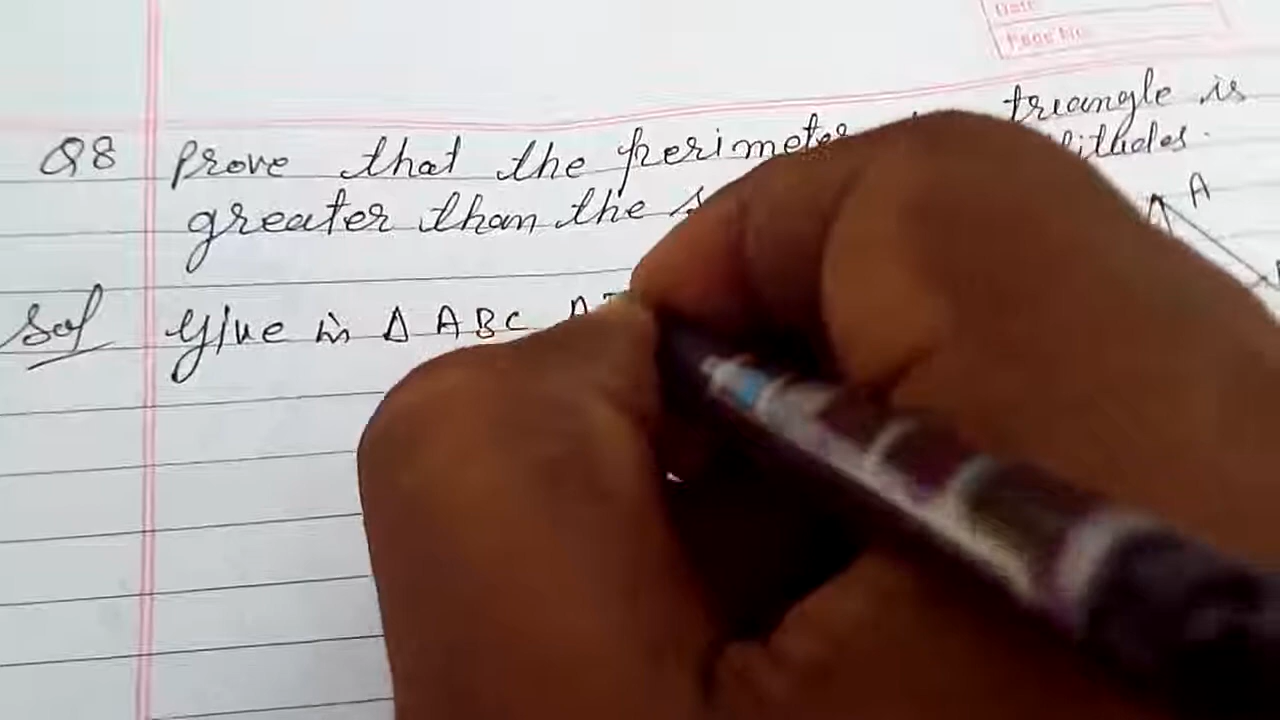 Date
Page No.
Q8 Prove that the perimeter triangle is
greater than the
Sol Give in Δ ABC
A